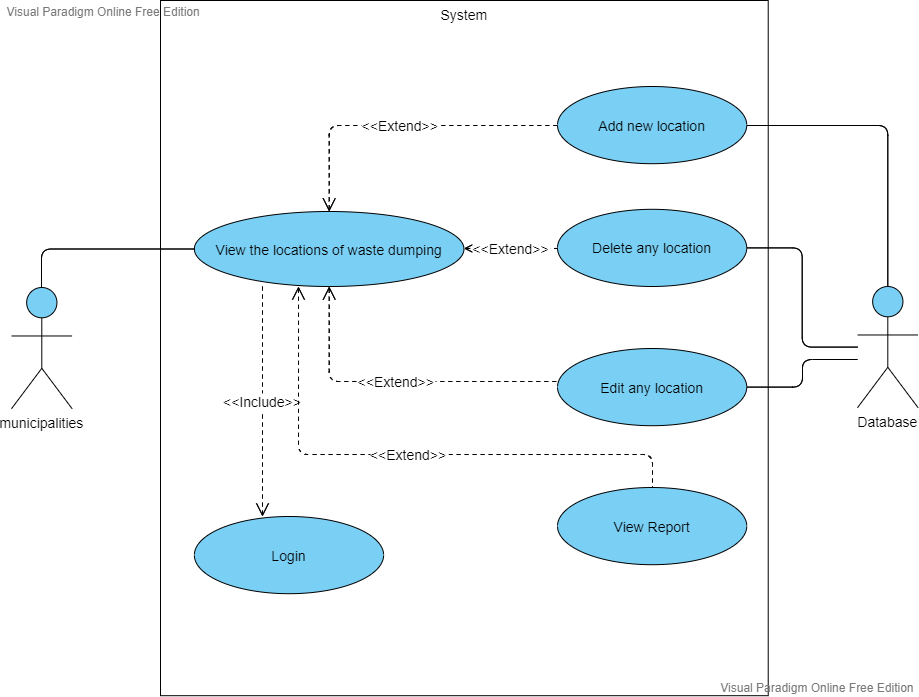 Visual Paradigm Online Free Edition
System
<<Extend>>
Add new location
View the locations of waste dumping
<<Extend>>
Delete any location
<<Extend>>
Edit any location
<<Include>>
municipalities
Database
<<Extend>>
View Report
Login
Visual Paradigm Online Free Edition